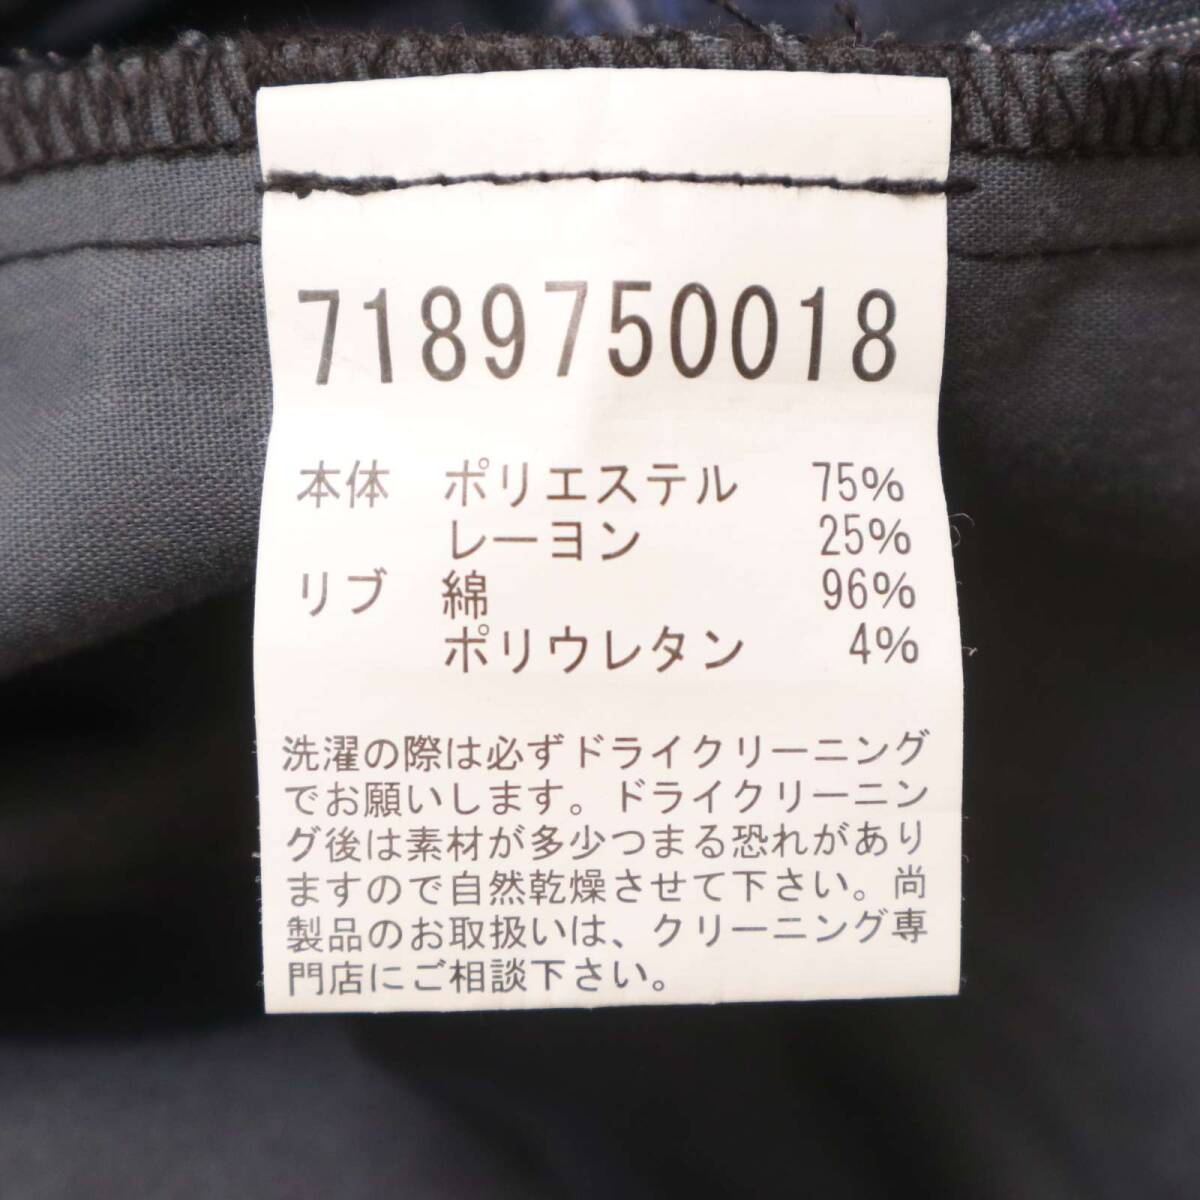 7189750018
本体 ポリエステル 75%
レーヨン 25%
リブ 綿 96%
ポリウレタン 4%
洗濯の際は必ずドライクリーニング
でお願いします。ドライクリーニン
グ後は素材が多少つまる恐れがあり
ますので自然乾燥させて下さい。尚
製品のお取扱いは、クリーニング専
門店にご相談下さい。